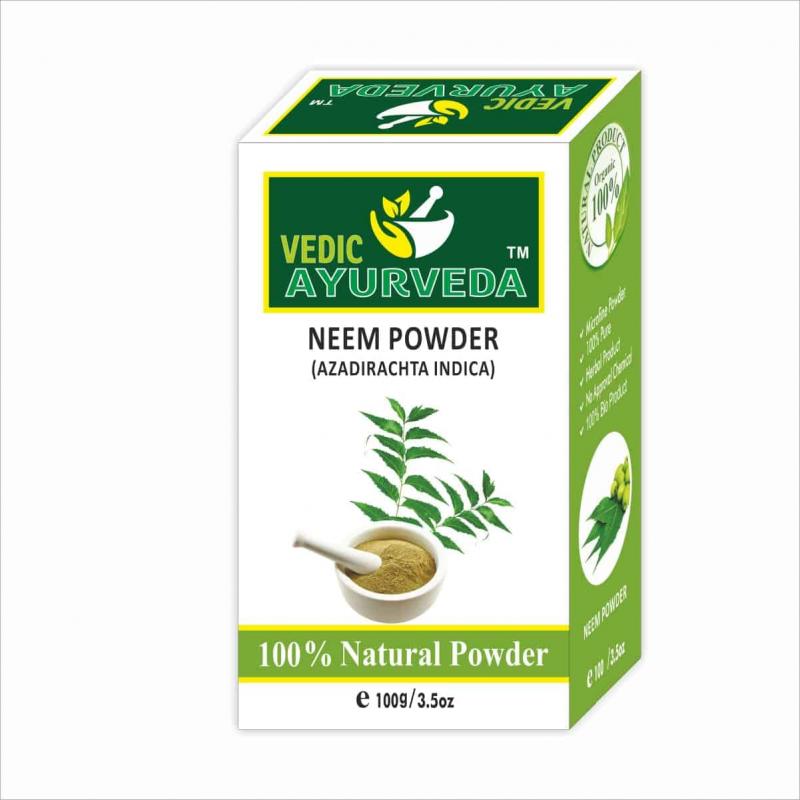 VEDIC
AYURVEDA
TM
VEDIC
AYURVEDA
TM
NEEM POWDER
(AZADIRACHTA INDICA)
100% Natural Powder
e 100g/3.5oz
NATURAL PRODUCT
Organic
100%
✓ Microfine Powder
✓ 100% Pure
✓ Herbal Product
✓ No Approval Chemical
✓ 100% Bio Product
NEEM POWDER
e 100 /3.5oz